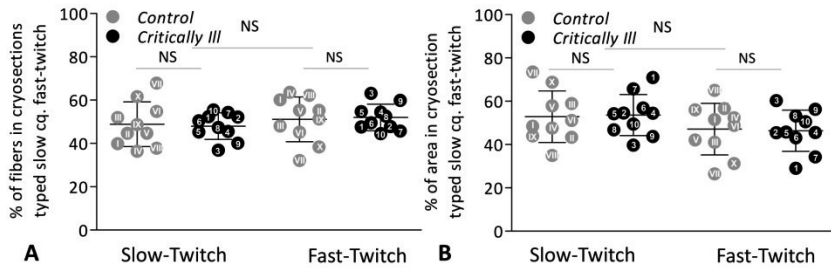 % of fibers in cryosections
typed slow cq. fast-twitch
100
80
60
40
20
0
Control
Critically Ill
NS
NS
NS
Slow-Twitch
Fast-Twitch
A
% of area in cryosection
typed slow cq. fast-twitch
100
80
60
40
20
0
Control
Critically Ill
NS
NS
NS
Slow-Twitch
Fast-Twitch
B